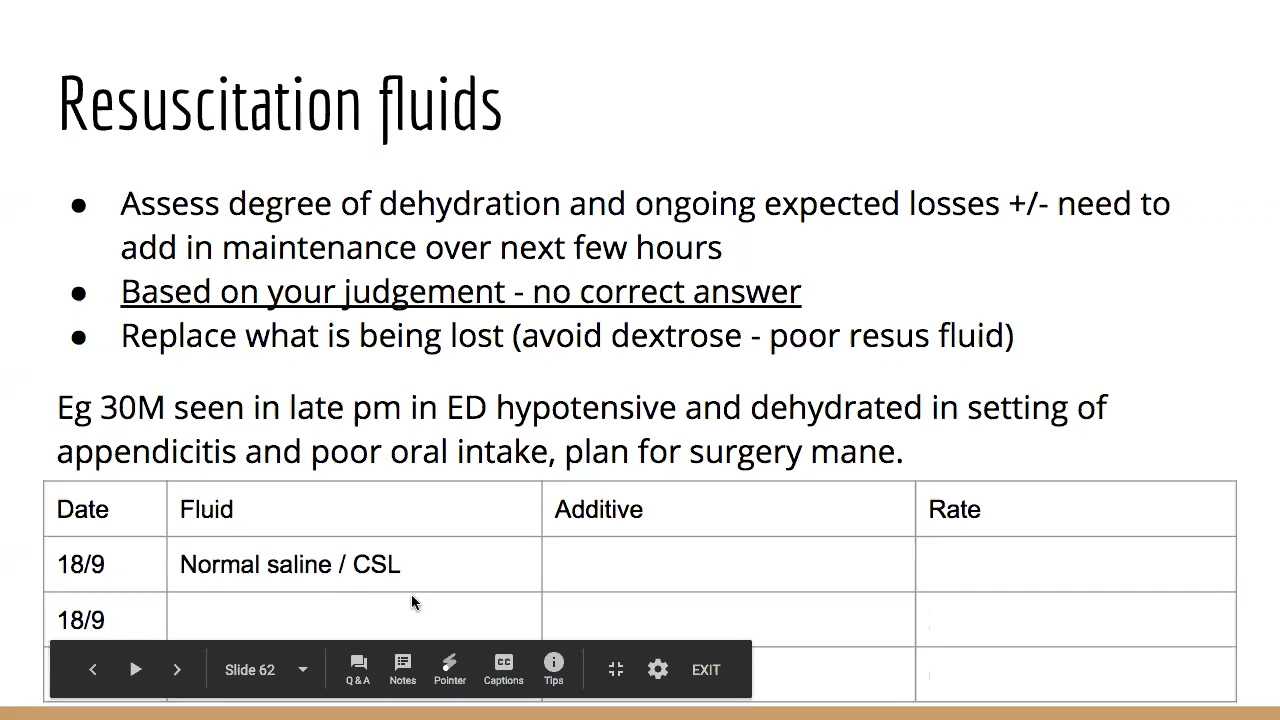 Resuscitation fluids
● Assess degree of dehydration and ongoing expected losses +/- need to
add in maintenance over next few hours
● Based on your judgement - no correct answer
● Replace what is being lost (avoid dextrose - poor resus fluid)
Eg 30M seen in late pm in ED hypotensive and dehydrated in setting of
appendicitis and poor oral intake, plan for surgery mane.
Date Fluid Additive Rate
18/9 Normal saline / CSL
18/9
Slide 62 Q & A Notes Pointer CC Captions Tips EXIT